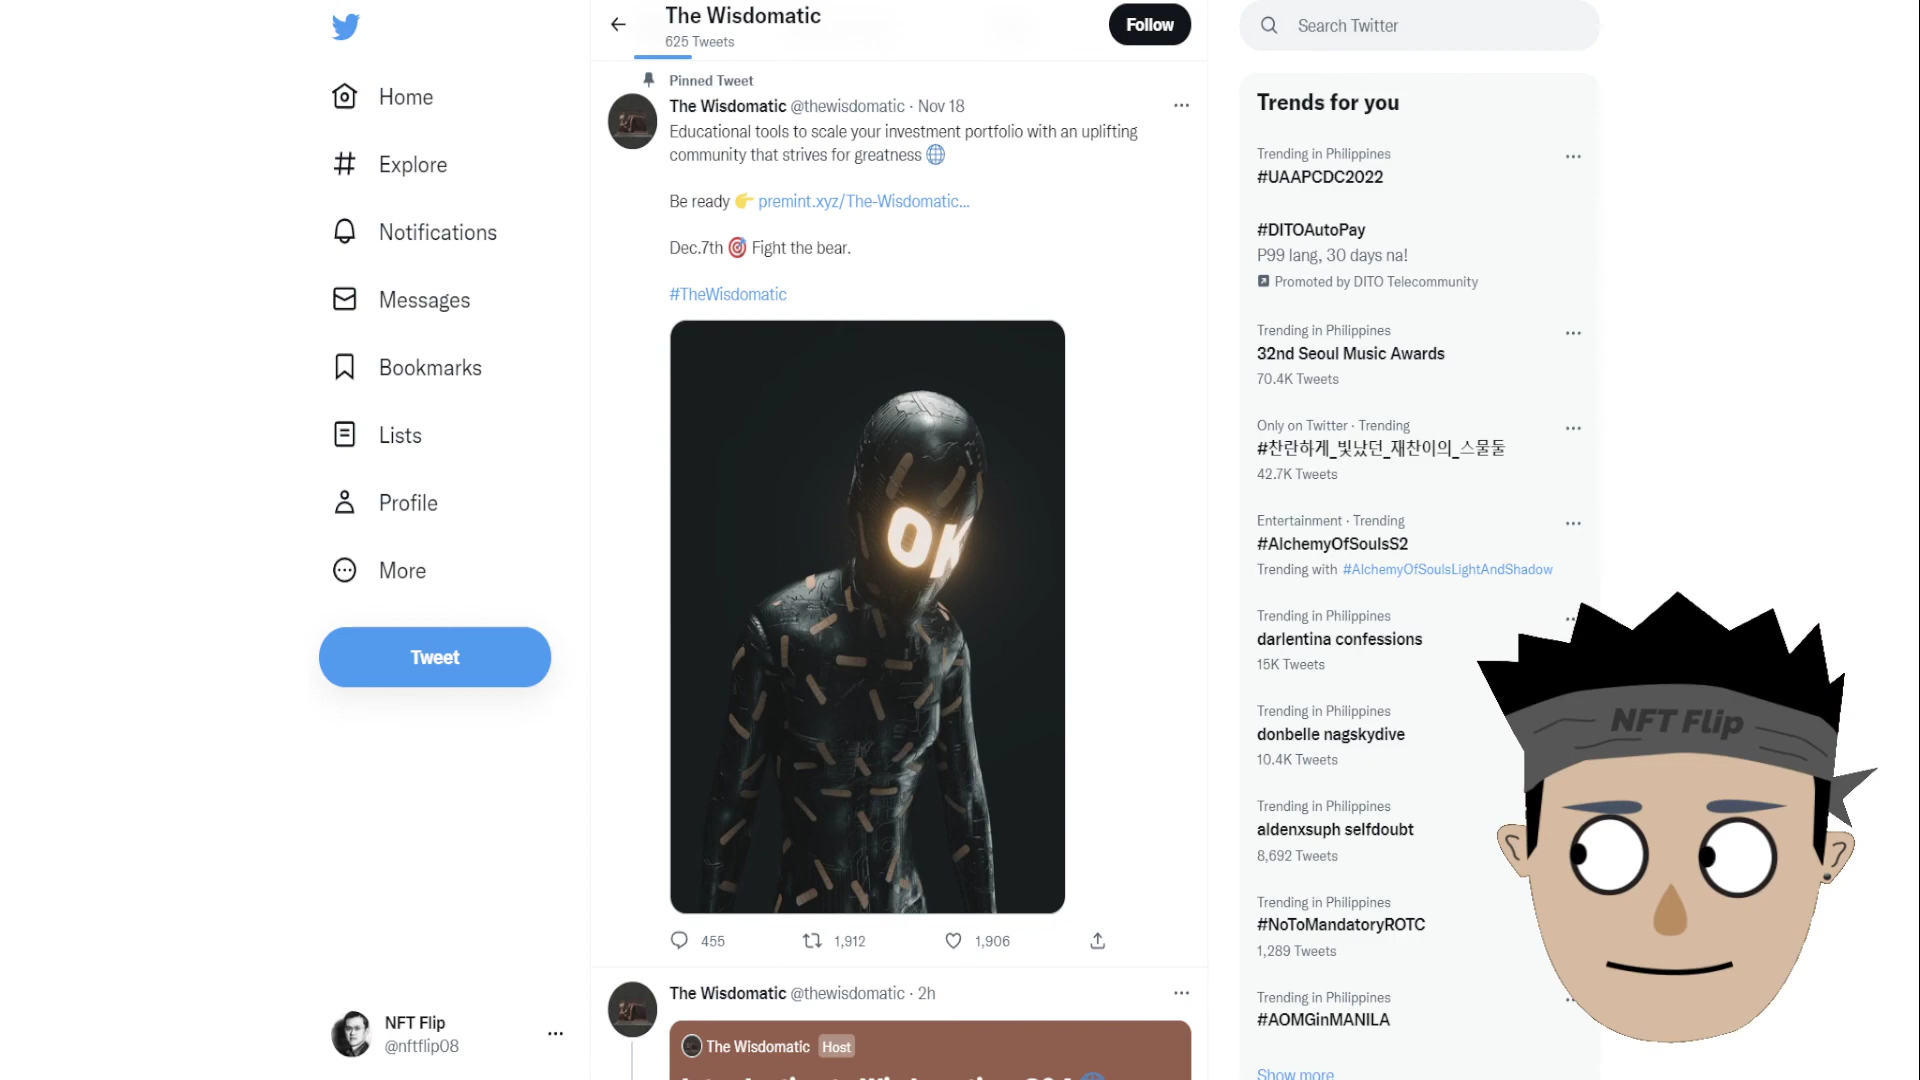 Home
Explore
Notifications
Messages
Bookmarks
Lists
Profile
More
Tweet
NFT Flip
@nftflip08
The Wisdomatic
625 Tweets
Follow
Pinned Tweet
The Wisdomatic @thewisdomatic · Nov 18
Educational tools to scale your investment portfolio with an uplifting
community that strives for greatness 🌐
Be ready 👉 premint.xyz/The-Wisdomatic...
Dec.7th 🎯 Fight the bear.
#TheWisdomatic
OK
455
1,912
1,906
The Wisdomatic @thewisdomatic · 2h
The Wisdomatic Host
Search Twitter
Trends for you
Trending in Philippines
#UAAPCDC2022
#DITOAutoPay
P99 lang, 30 days na!
Promoted by DITO Telecommunity
Trending in Philippines
32nd Seoul Music Awards
70.4K Tweets
Only on Twitter · Trending
#찬란하게_빛났던_재찬이의_스물둘
42.7K Tweets
Entertainment · Trending
#AlchemyOfSoulsS2
Trending with #AlchemyOfSoulsLightAndShadow
Trending in Philippines
darlentina confessions
15K Tweets
Trending in Philippines
donbelle nagskydive
10.4K Tweets
Trending in Philippines
aldenxsuph selfdoubt
8,692 Tweets
Trending in Philippines
#NoToMandatoryROTC
1,289 Tweets
Trending in Philippines
#AOMGinMANILA
Show more
NFT Flip